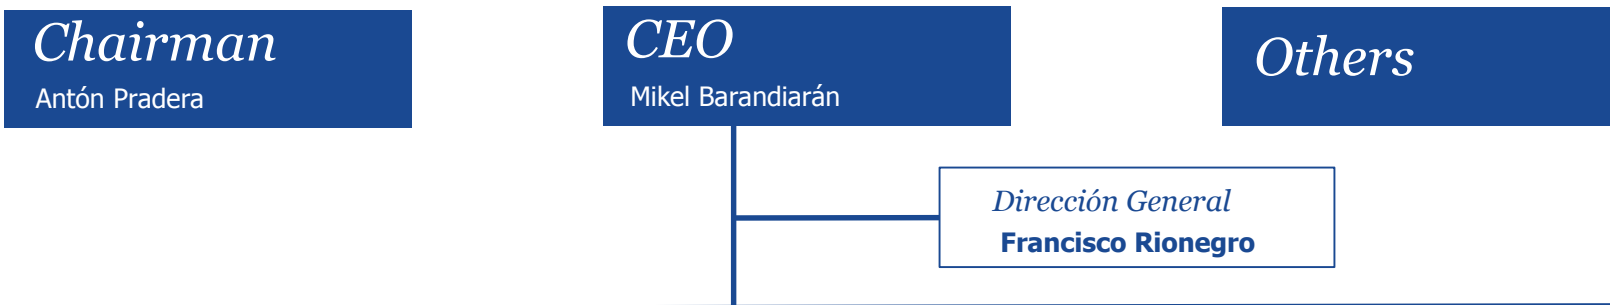 Chairman
Antón Pradera
CEO
Mikel Barandiarán
Others
Dirección General
Francisco Rionegro